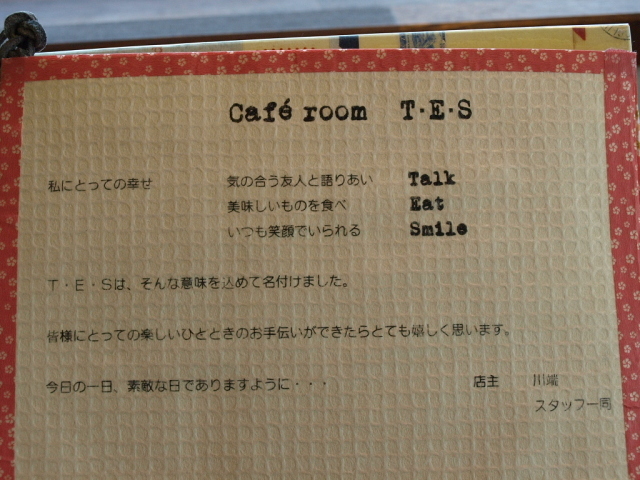 Café room T·E·S
私にとっての幸せ 気の合う友人と語りあい Talk
美味しいものを食べ Eat
いつも笑顔でいられる Smile
T・E・Sは、そんな意味を込めて名付けました。
皆様にとっての楽しいひとときのお手伝いができたらとても嬉しく思います。
今日の一日、素敵な日でありますように・・・ 店主 川端
スタッフ一同